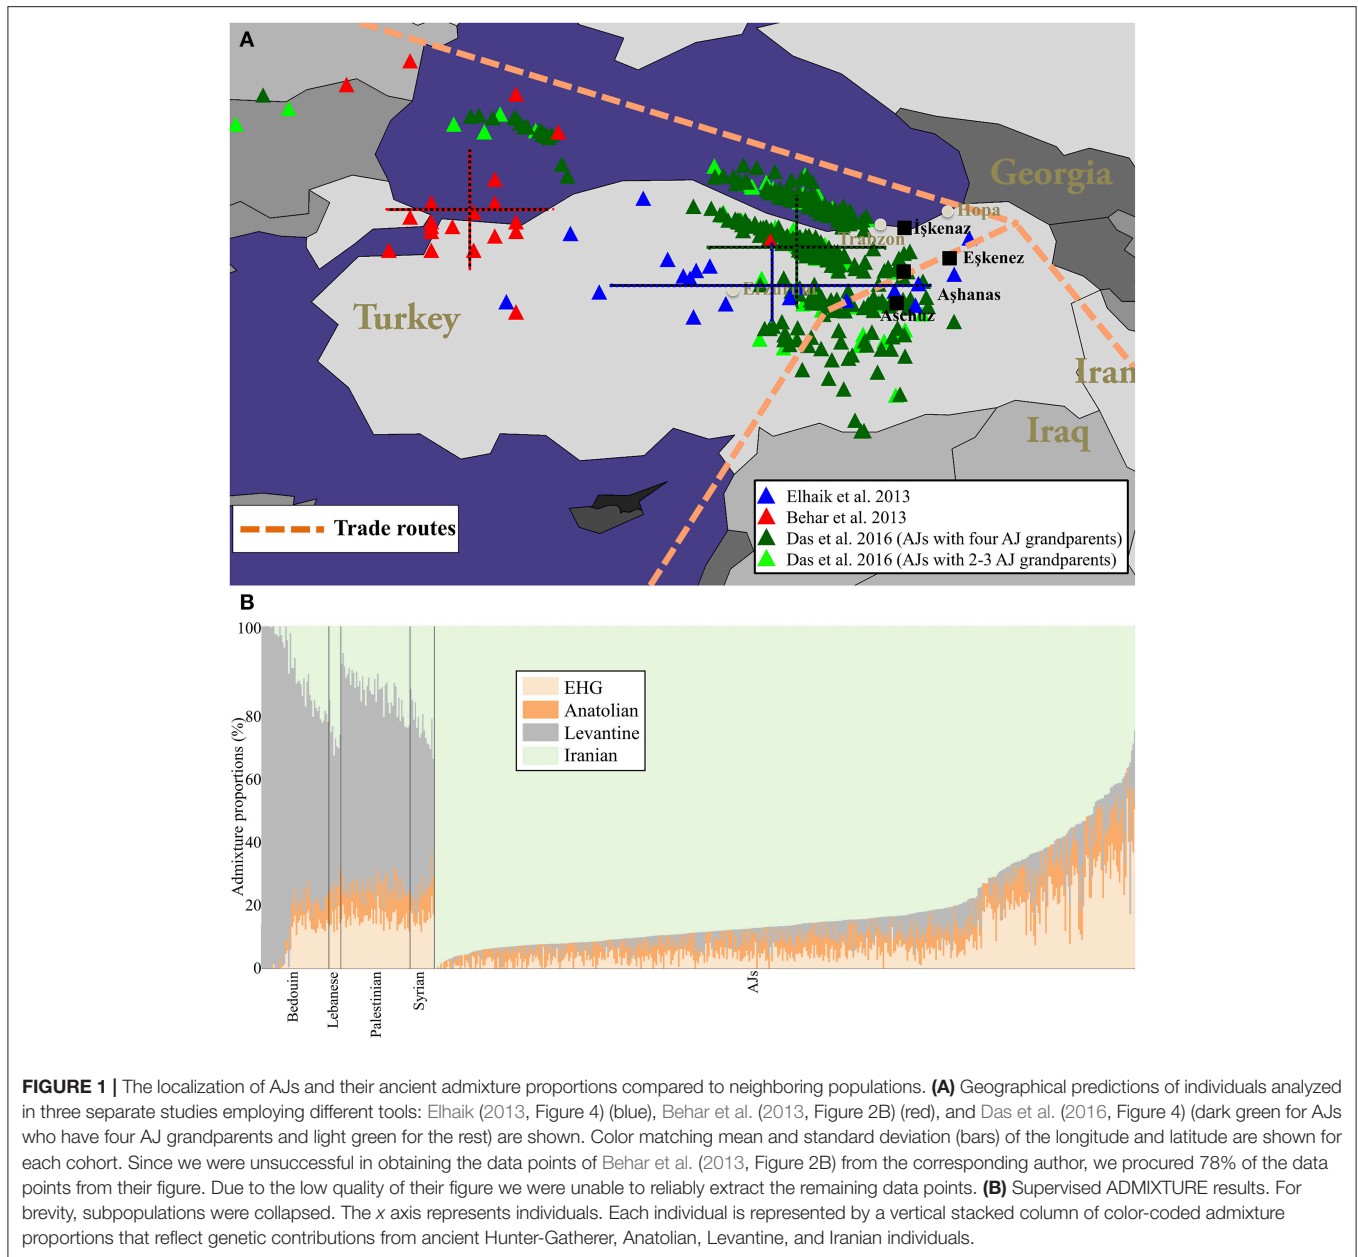 A
Georgia
Hopa
İşkenaz
Trabzon
Eşkenez
Erzurum
Aşhanas
Aschuz
Turkey
Iran
Iraq
Elhaik et al. 2013
Behar et al. 2013
Das et al. 2016 (AJs with four AJ grandparents)
Das et al. 2016 (AJs with 2-3 AJ grandparents)
Trade routes
B
100
80
60
40
20
0
Admixture proportions (%)
EHG
Anatolian
Levantine
Iranian
Bedouin
Lebanese
Palestinian
Syrian
AJs
FIGURE 1 | The localization of AJs and their ancient admixture proportions compared to neighboring populations. (A) Geographical predictions of individuals analyzed
in three separate studies employing different tools: Elhaik (2013, Figure 4) (blue), Behar et al. (2013, Figure 2B) (red), and Das et al. (2016, Figure 4) (dark green for AJs
who have four AJ grandparents and light green for the rest) are shown. Color matching mean and standard deviation (bars) of the longitude and latitude are shown for
each cohort. Since we were unsuccessful in obtaining the data points of Behar et al. (2013, Figure 2B) from the corresponding author, we procured 78% of the data
points from their figure. Due to the low quality of their figure we were unable to reliably extract the remaining data points. (B) Supervised ADMIXTURE results. For
brevity, subpopulations were collapsed. The x axis represents individuals. Each individual is represented by a vertical stacked column of color-coded admixture
proportions that reflect genetic contributions from ancient Hunter-Gatherer, Anatolian, Levantine, and Iranian individuals.